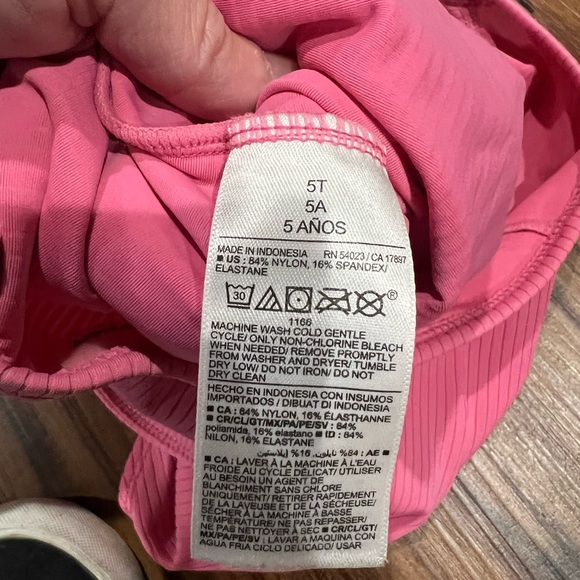 5T
5A
5 AÑOS
MADE IN INDONESIA RN 54023 / CA 17897
■ US : 84% NYLON, 16% SPANDEX/
ELASTANE
30
®
1166
MACHINE WASH COLD GENTLE
CYCLE/ ONLY NON-CHLORINE BLEACH
WHEN NEEDED/ REMOVE PROMPTLY
FROM WASHER AND DRYER/ TUMBLE
DRY LOW/ DO NOT IRON/ DO NOT
DRY CLEAN
HECHO EN INDONESIA CON INSUMOS
IMPORTADOS / DIBUAT DI INDONESIA
■ CA : 84% NYLON, 16% ÉLASTHANNE
■ CR/CL/GT/MX/PA/PE/SV : 84%
poliamida, 16% elastano ■ ID : 84%
NILON, 16% ELASTANE
■ AE : 84% نايلون, 16% إيلاستين
■ CA : LAVER À LA MACHINE À L'EAU
FROIDE CYCLE DÉLICAT/ UTILISER
AU BESOIN UN AGENT DE
BLANCHIMENT SANS CHLORE
UNIQUEMENT/ RETIRER RAPIDEMENT
DE LA LAVEUSE ET DE LA SÉCHEUSE/
SÉCHER À LA MACHINE À BASSE
TEMPÉRATURE/ NE PAS REPASSER/
NE PAS NETTOYER À SEC ■ CR/CL/GT/
MX/PA/PE/SV : LAVAR A MAQUINA CON
AGUA FRIA CICLO DELICADO/ USAR